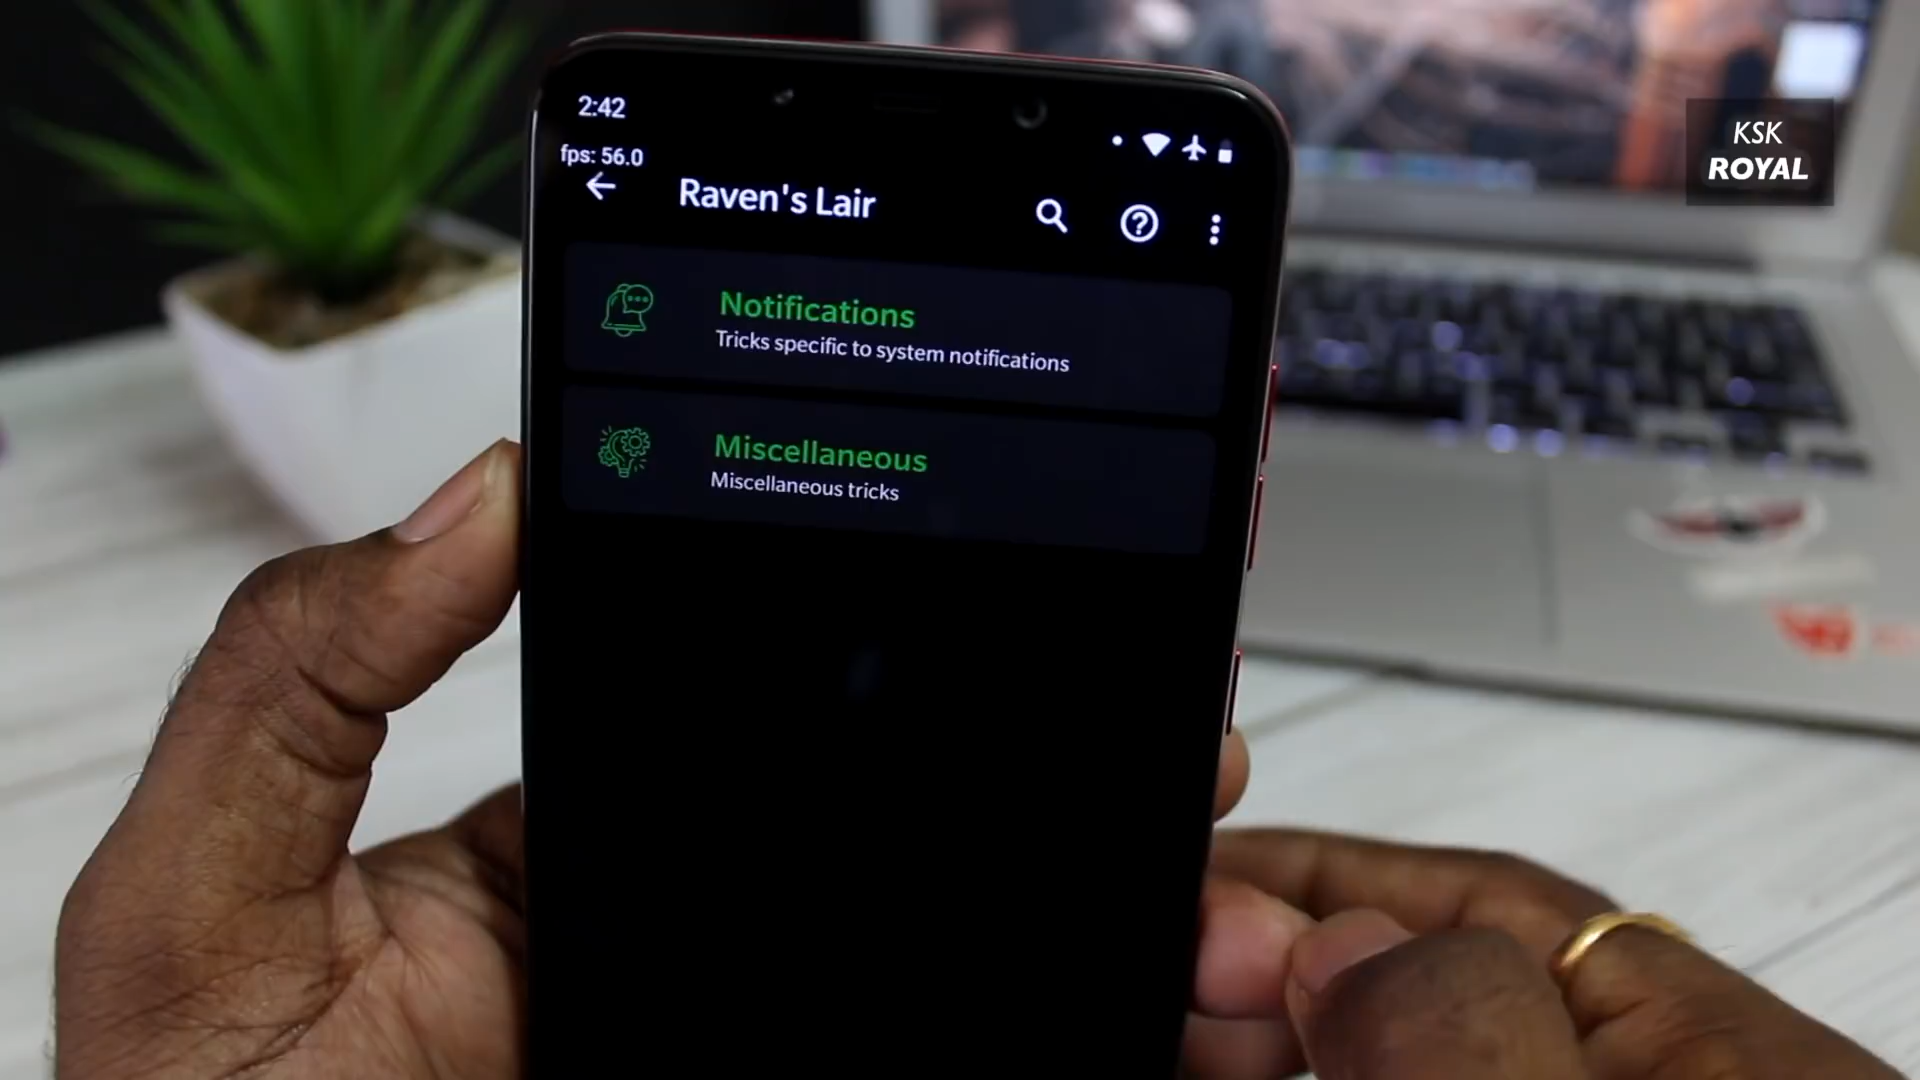 2:42
fps: 56.0
Raven's Lair
Notifications
Tricks specific to system notifications
Miscellaneous
Miscellaneous tricks
KSK
ROYAL